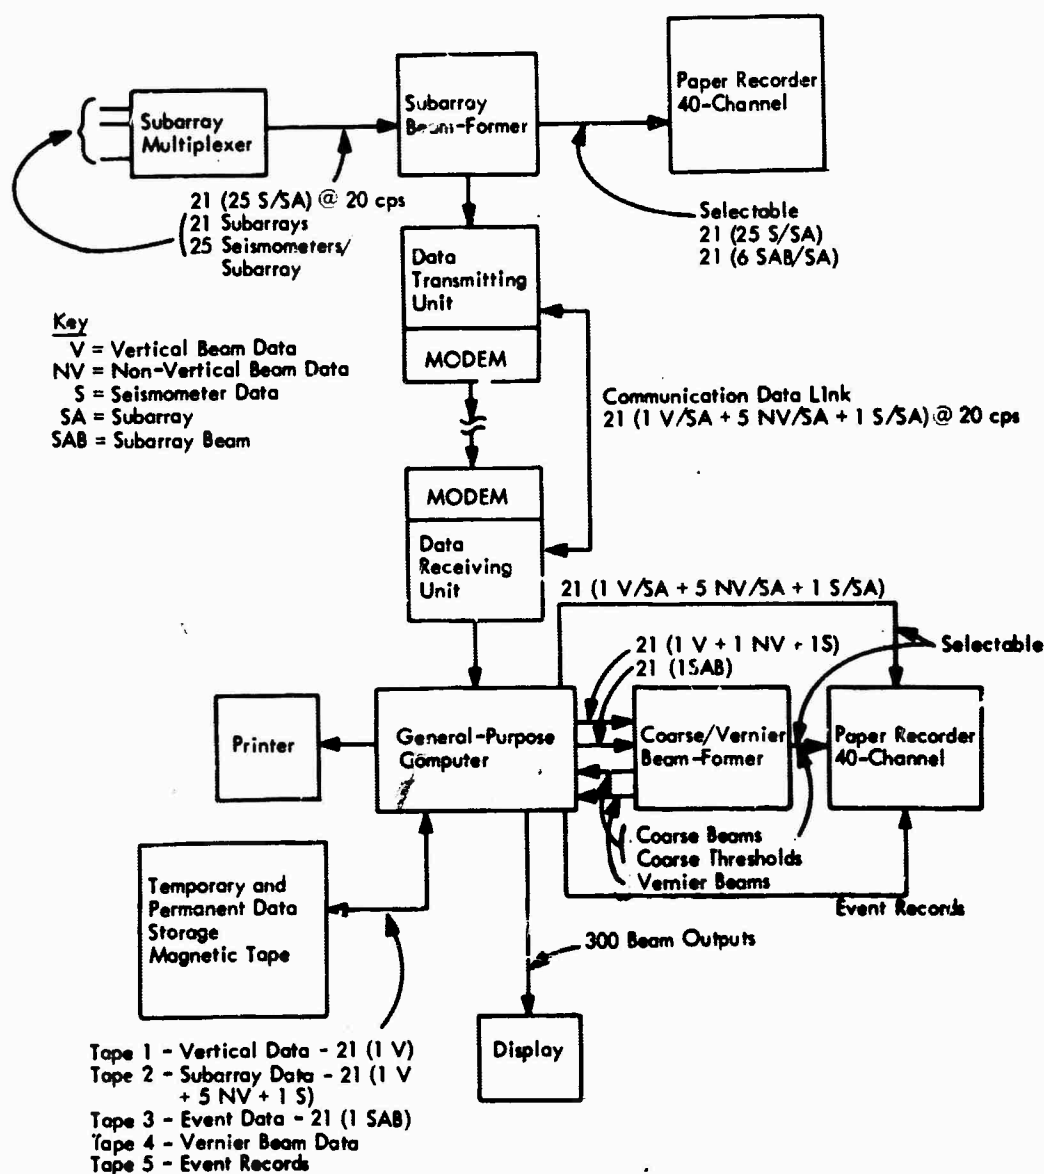 Paper Recorder
40-Channel
Subarray
Beam-Former
Subarray
Multiplexer
21 (25 S/SA) @ 20 cps
21 Subarrays
25 Seismometers/
Subarray
Selectable
21 (25 S/SA)
21 (6 SAB/SA)
Data
Transmitting
Unit
MODEM
Key
V = Vertical Beam Data
NV = Non-Vertical Beam Data
S = Seismometer Data
SA = Subarray
SAB = Subarray Beam
Communication Data Link
21 (1 V/SA + 5 NV/SA + 1 S/SA) @ 20 cps
MODEM
Data
Receiving
Unit
21 (1 V/SA + 5 NV/SA + 1 S/SA)
21 (1 V + 1 NV + 1S)
21 (1SAB)
Selectable
Printer
General-Purpose
Computer
Coarse/Vernier
Beam-Former
Paper Recorder
40-Channel
Coarse Beams
Coarse Thresholds
Vernier Beams
Event Records
Temporary and
Permanent Data
Storage
Magnetic Tape
300 Beam Outputs
Display
Tape 1 - Vertical Data - 21 (1 V)
Tape 2 - Subarray Data - 21 (1 V
+ 5 NV + 1 S)
Tape 3 - Event Data - 21 (1 SAB)
Tape 4 - Vernier Beam Data
Tape 5 - Event Records